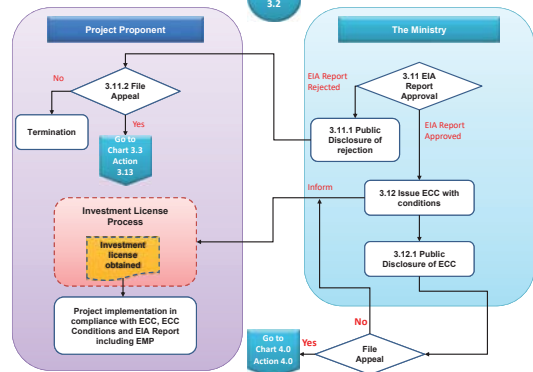 3.2
Project Proponent
The Ministry
No
3.11.2 File
Appeal
Yes
Termination
Go to
Chart 3.3
Action
3.13
EIA Report
Rejected
3.11 EIA
Report
Approval
EIA Report
Approved
3.11.1 Public
Disclosure of
rejection
Inform
3.12 Issue ECC with
conditions
Investment License
Process
Investment
license
obtained
3.12.1 Public
Disclosure of ECC
Project implementation in
compliance with ECC, ECC
Conditions and EIA Report
including EMP
No
Go to
Chart 4.0
Action 4.0
Yes
File
Appeal